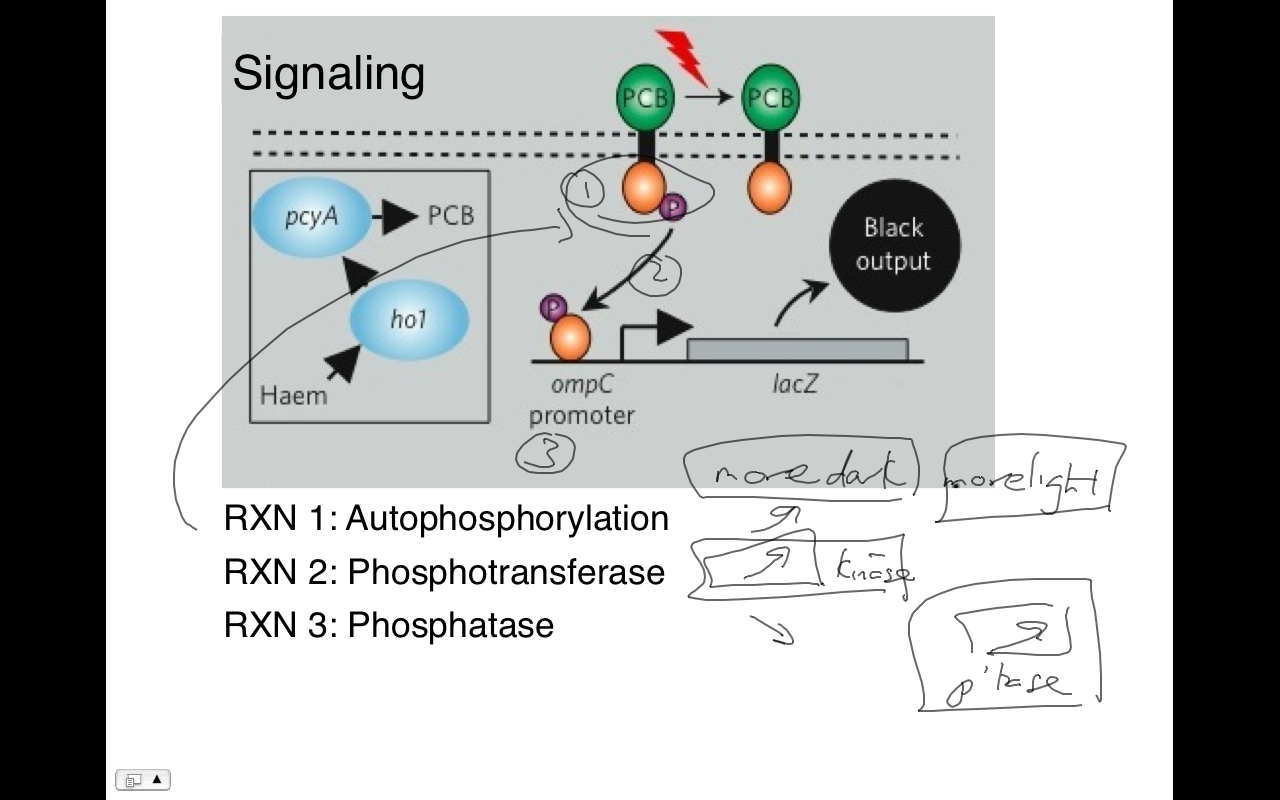 Signaling
PCB
PCB
P
1
pcyA
PCB
Black
output
2
P
ho1
Haem
ompC
promoter
lacZ
3
more dark
more light
RXN 1: Autophosphorylation
RXN 2: Phosphotransferase
kinase
RXN 3: Phosphatase
p'tase